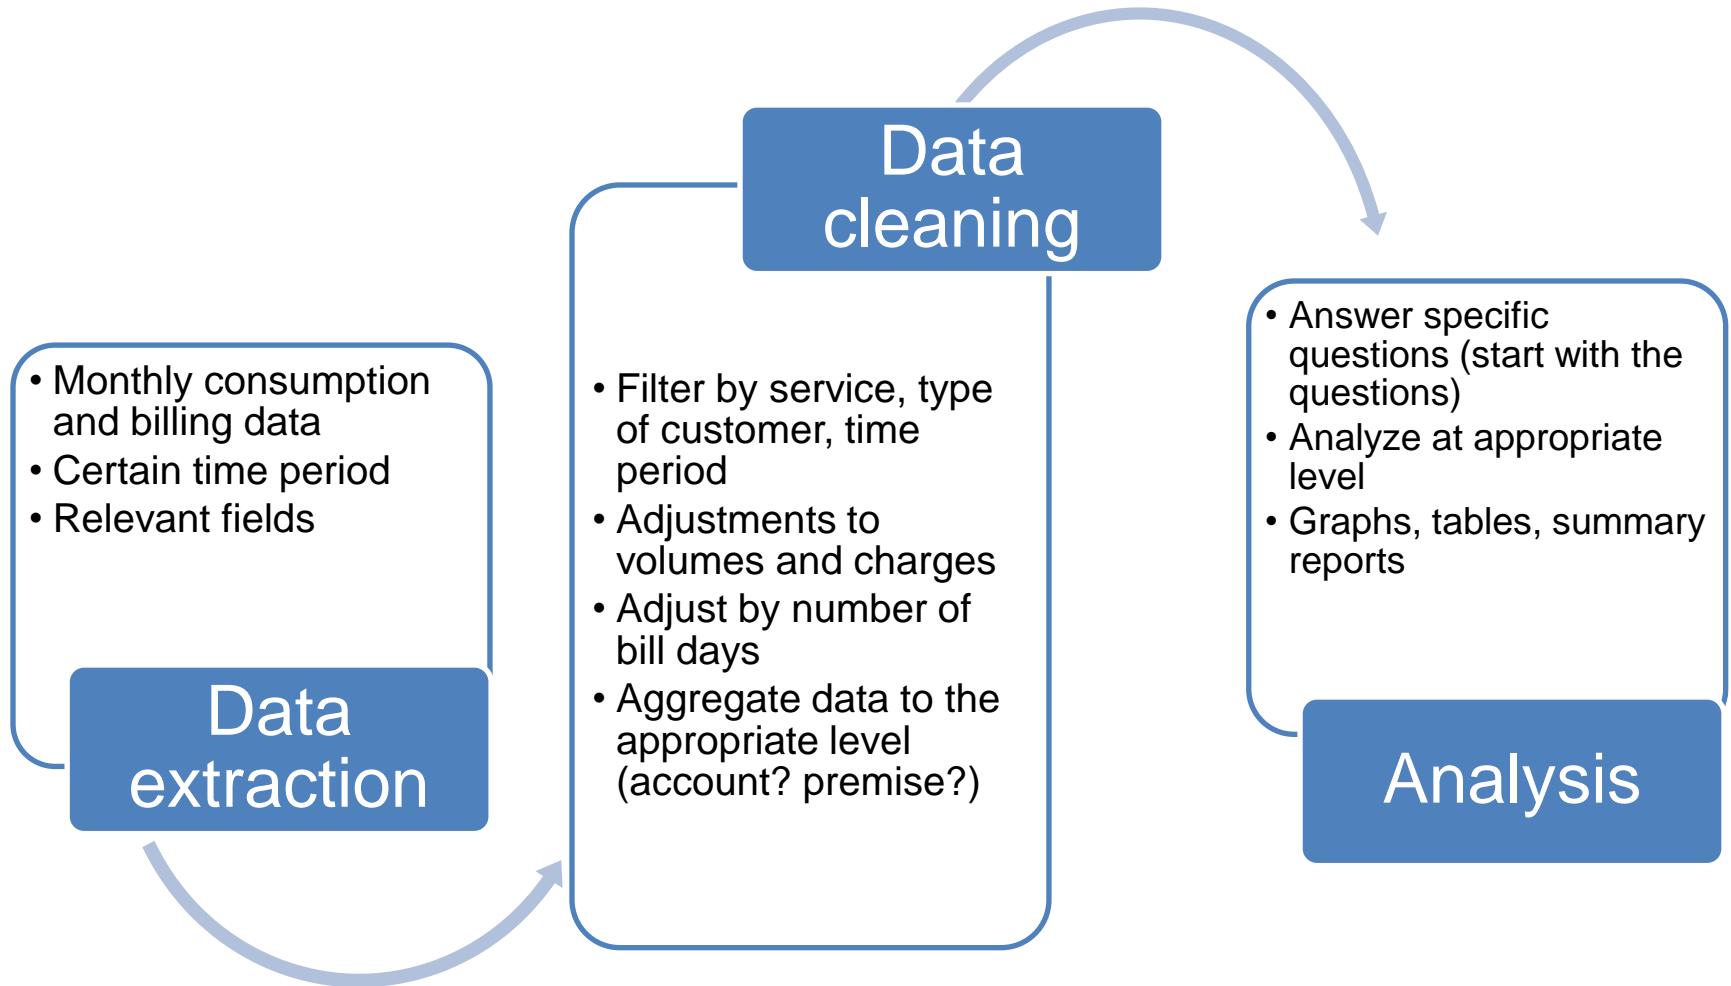 • Monthly consumption
and billing data
• Certain time period
• Relevant fields
Data
extraction
Data
cleaning
• Filter by service, type
of customer, time
period
• Adjustments to
volumes and charges
• Adjust by number of
bill days
• Aggregate data to the
appropriate level
(account? premise?)
• Answer specific
questions (start with the
questions)
• Analyze at appropriate
level
• Graphs, tables, summary
reports
Analysis